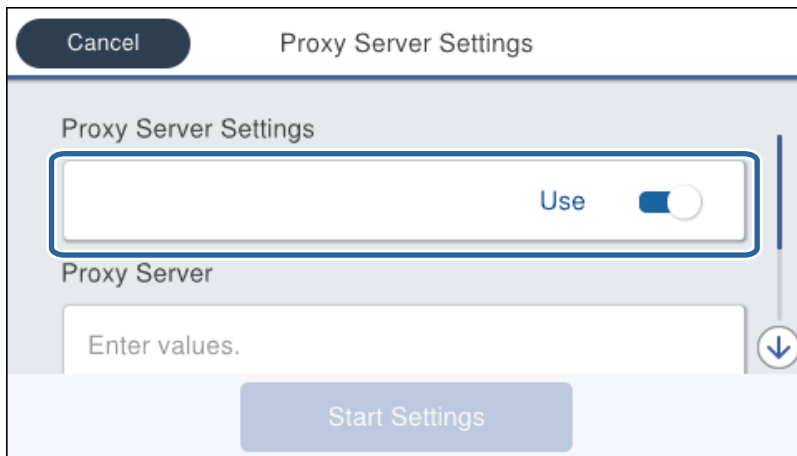 Cancel
Proxy Server Settings
Proxy Server Settings
Use
Proxy Server
Enter values.
Start Settings